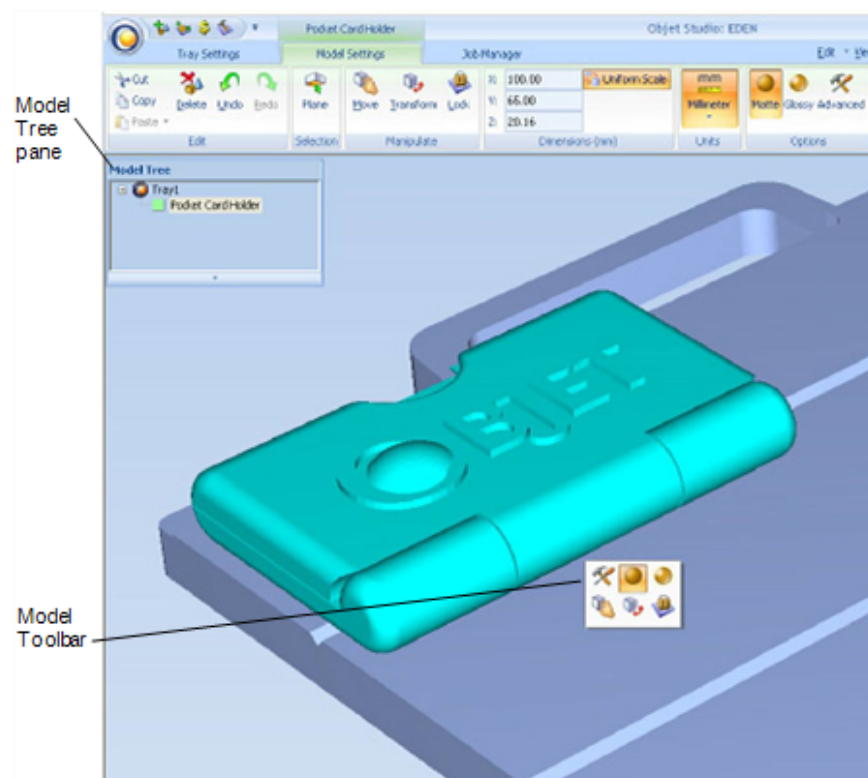 Pocket Card Holder
Objet Studio: EDEN
Tray Settings
Model Settings
Job Manager
Edit
Cut
Copy
Paste
Delete
Undo
Redo
Edit
Plane
Selection
Move
Transform
Lock
Manipulate
X: 100.00
Y: 65.00
Z: 20.16
Uniform Scale
Dimensions (mm)
mm
Millimeter
Units
Matte
Glossy
Advanced
Options
Model
Tree
pane
Model Tree
Tray1
Pocket Card Holder
OBJET
Model
Toolbar